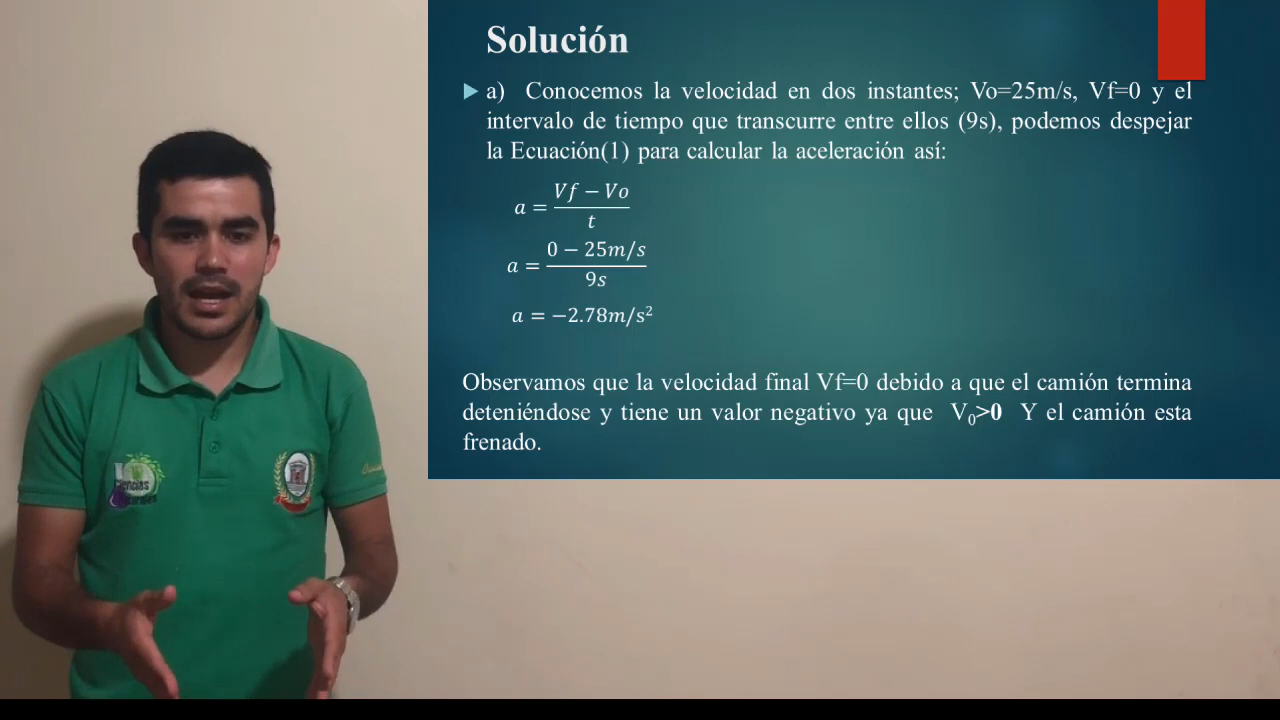 Solución
a) Conocemos la velocidad en dos instantes; Vo=25m/s, Vf=0 y el
intervalo de tiempo que transcurre entre ellos (9s), podemos despejar
la Ecuación(1) para calcular la aceleración así:
a = (Vf − Vo)/t
a = (0 − 25m/s)/9s
a = −2.78m/s²
Observamos que la velocidad final Vf=0 debido a que el camión termina
deteniéndose y tiene un valor negativo ya que V₀>0 Y el camión esta
frenado.
Ciencias